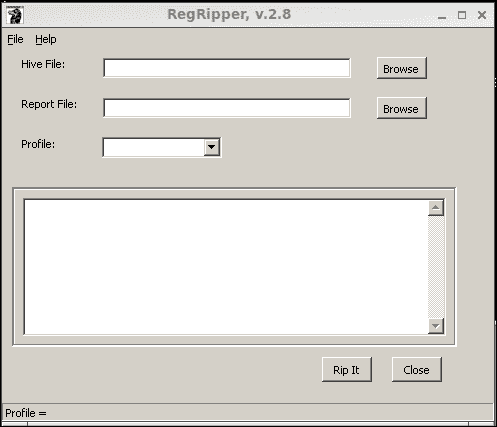 RegRipper, v.2.8
File Help
Hive File: Browse
Report File: Browse
Profile:
Rip It Close
Profile =